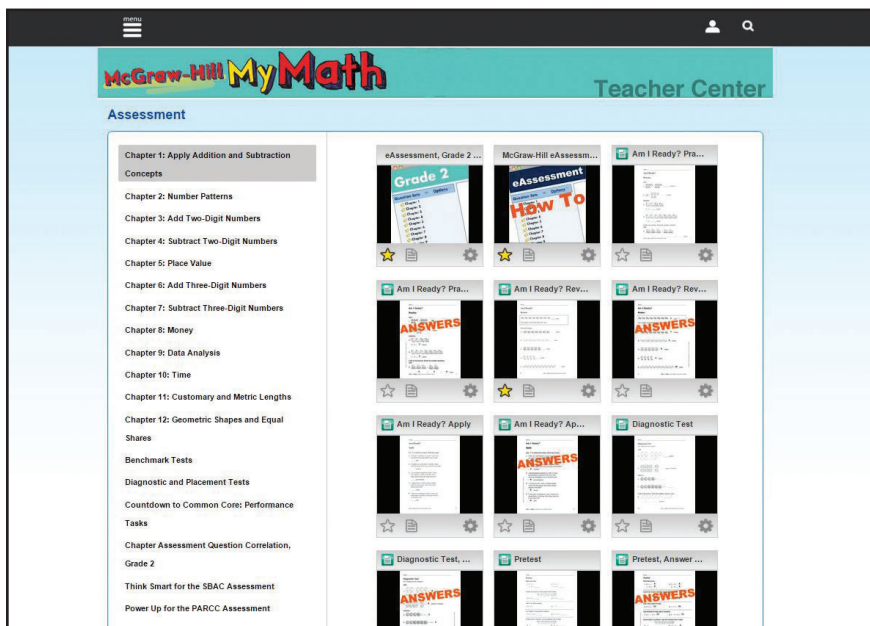 menu
McGraw-Hill My Math
Teacher Center
Assessment
Chapter 1: Apply Addition and Subtraction
Concepts
Chapter 2: Number Patterns
Chapter 3: Add Two-Digit Numbers
Chapter 4: Subtract Two-Digit Numbers
Chapter 5: Place Value
Chapter 6: Add Three-Digit Numbers
Chapter 7: Subtract Three-Digit Numbers
Chapter 8: Money
Chapter 9: Data Analysis
Chapter 10: Time
Chapter 11: Customary and Metric Lengths
Chapter 12: Geometric Shapes and Equal
Shares
Benchmark Tests
Diagnostic and Placement Tests
Countdown to Common Core: Performance
Tasks
Chapter Assessment Question Correlation,
Grade 2
Think Smart for the SBAC Assessment
Power Up for the PARCC Assessment
eAssessment, Grade 2 ...
Grade 2
McGraw-Hill eAssessm...
eAssessment
How To
Am I Ready? Pra...
Am I Ready? Pra...
ANSWERS
Am I Ready? Rev...
Am I Ready? Rev...
ANSWERS
Am I Ready? Apply
Am I Ready? Ap...
ANSWERS
Diagnostic Test
Diagnostic Test, ...
ANSWERS
Pretest
Pretest, Answer ...
ANSWERS